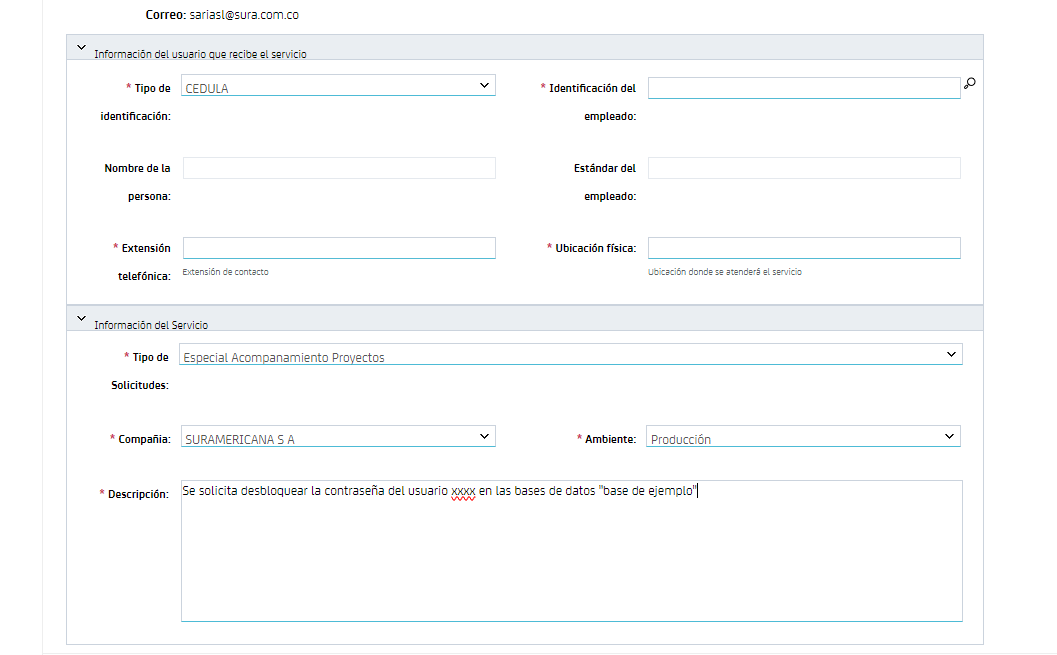 Correo: sariasl@sura.com.co
Información del usuario que recibe el servicio
* Tipo de identificación: CEDULA
* Identificación del empleado:
Nombre de la persona:
Estándar del empleado:
* Extensión telefónica:
Extensión de contacto
* Ubicación física:
Ubicación donde se atenderá el servicio
Información del Servicio
* Tipo de Solicitudes: Especial Acompanamiento Proyectos
* Compañia: SURAMERICANA S A
* Ambiente: Producción
* Descripción: Se solicita desbloquear la contraseña del usuario xxxx en las bases de datos "base de ejemplo"